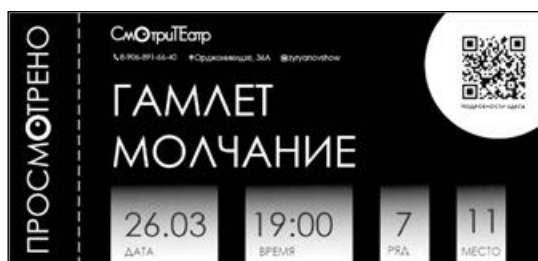 ПРОСМОТРЕНО
СмОтриТЕатр
8-906-891-66-40 Орджоникидзе, 36А zyryanovshow
ПОДРОБНОСТИ ЗДЕСЬ
ГАМЛЕТ
МОЛЧАНИЕ
26.03 19:00 7 11
ДАТА ВРЕМЯ РЯД МЕСТО